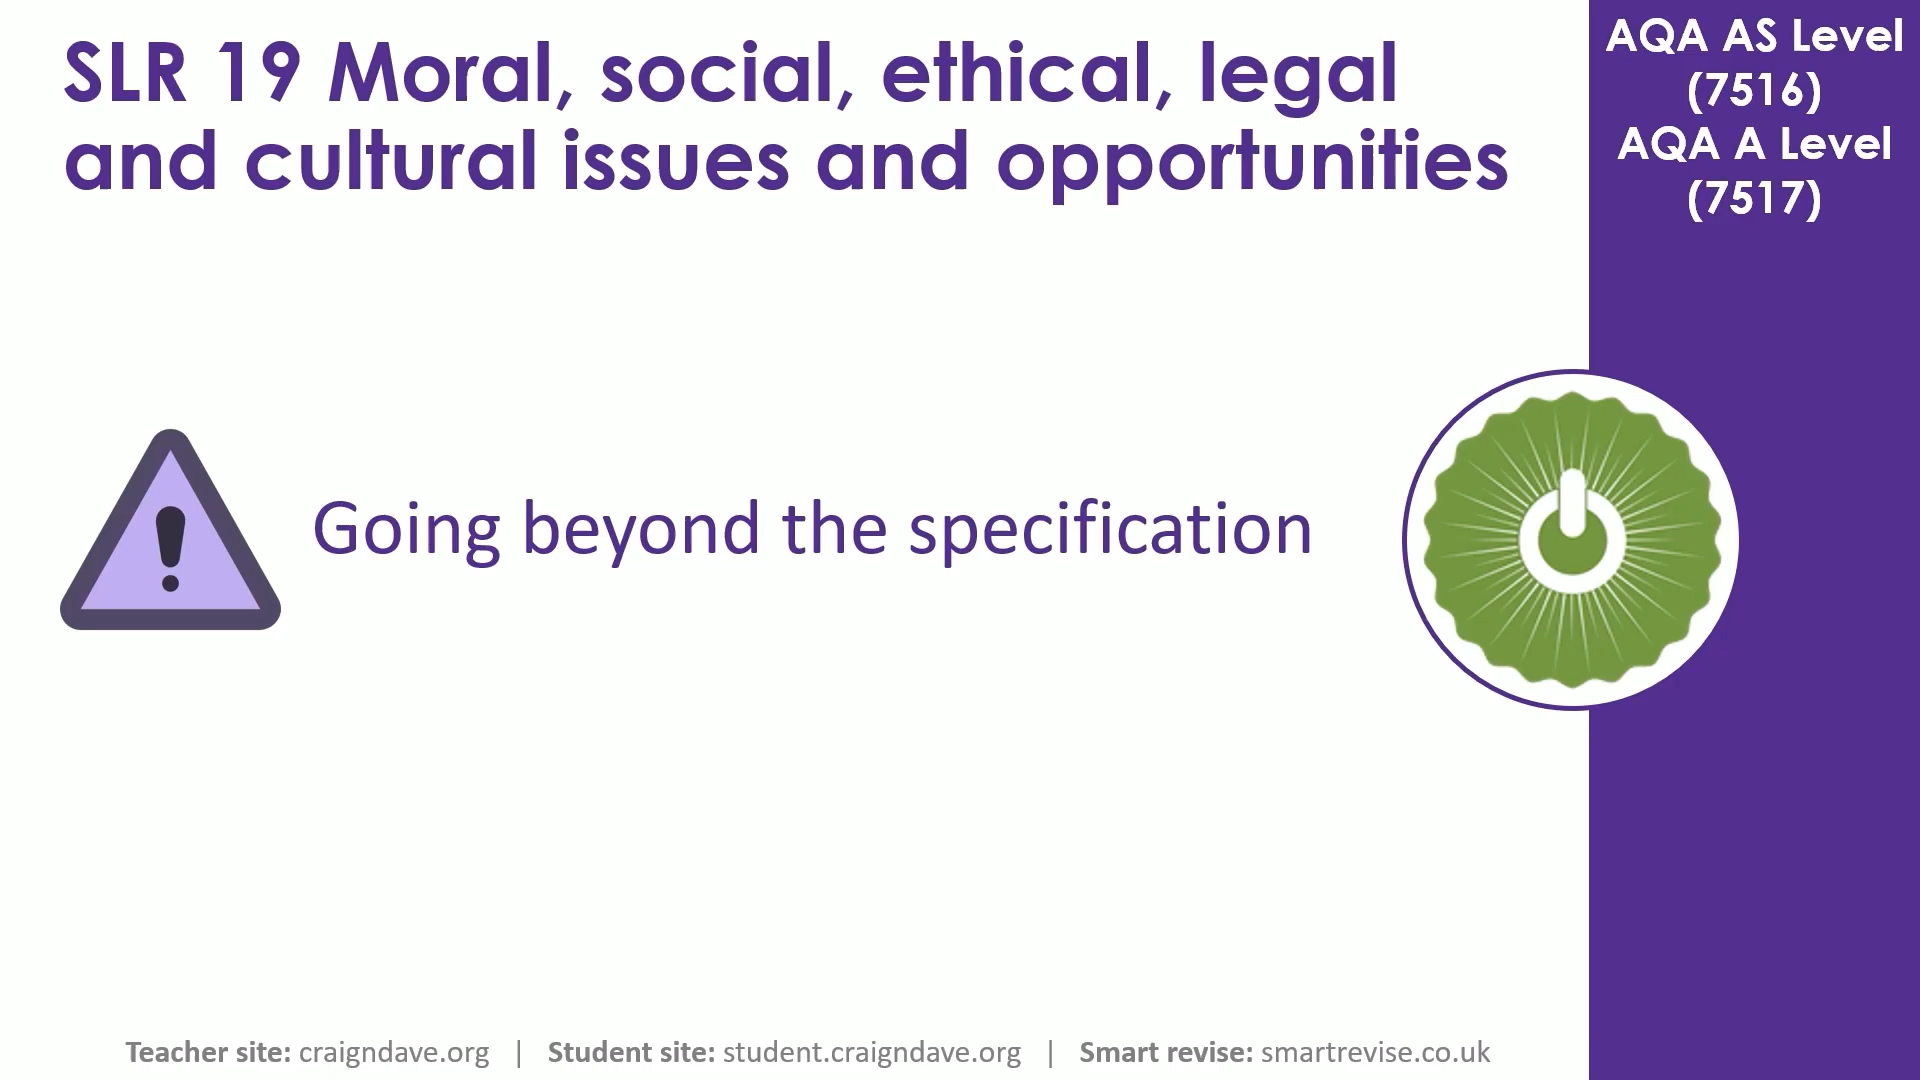 SLR 19 Moral, social, ethical, legal
and cultural issues and opportunities
AQA AS Level
(7516)
AQA A Level
(7517)
Going beyond the specification
Teacher site: craigndave.org | Student site: student.craigndave.org | Smart revise: smartrevise.co.uk